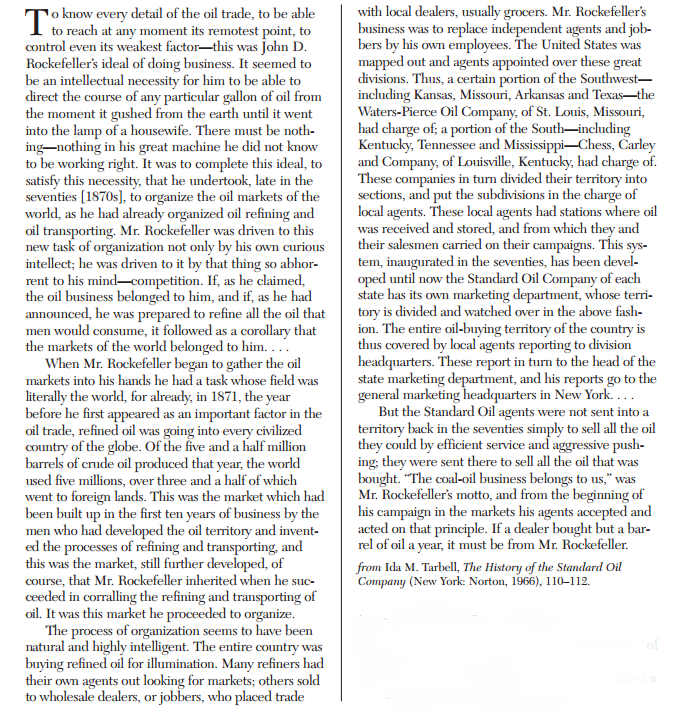 To know every detail of the oil trade, to be able
to reach at any moment its remotest point, to
control even its weakest factor—this was John D.
Rockefeller's ideal of doing business. It seemed to
be an intellectual necessity for him to be able to
direct the course of any particular gallon of oil from
the moment it gushed from the earth until it went
into the lamp of a housewife. There must be noth-
ing—nothing in his great machine he did not know
to be working right. It was to complete this ideal, to
satisfy this necessity, that he undertook, late in the
seventies [1870s], to organize the oil markets of the
world, as he had already organized oil refining and
oil transporting. Mr. Rockefeller was driven to this
new task of organization not only by his own curious
intellect; he was driven to it by that thing so abhor-
rent to his mind—competition. If, as he claimed,
the oil business belonged to him, and if, as he had
announced, he was prepared to refine all the oil that
men would consume, it followed as a corollary that
the markets of the world belonged to him. . . .
When Mr. Rockefeller began to gather the oil
markets into his hands he had a task whose field was
literally the world, for already, in 1871, the year
before he first appeared as an important factor in the
oil trade, refined oil was going into every civilized
country of the globe. Of the five and a half million
barrels of crude oil produced that year, the world
used five millions, over three and a half of which
went to foreign lands. This was the market which had
been built up in the first ten years of business by the
men who had developed the oil territory and invent-
ed the processes of refining and transporting, and
this was the market, still further developed, of
course, that Mr. Rockefeller inherited when he suc-
ceeded in corralling the refining and transporting of
oil. It was this market he proceeded to organize.
The process of organization seems to have been
natural and highly intelligent. The entire country was
buying refined oil for illumination. Many refiners had
their own agents out looking for markets; others sold
to wholesale dealers, or jobbers, who placed trade
with local dealers, usually grocers. Mr. Rockefeller's
business was to replace independent agents and job-
bers by his own employees. The United States was
mapped out and agents appointed over these great
divisions. Thus, a certain portion of the Southwest—
including Kansas, Missouri, Arkansas and Texas—the
Waters-Pierce Oil Company, of St. Louis, Missouri,
had charge of; a portion of the South—including
Kentucky, Tennessee and Mississippi—Chess, Carley
and Company, of Louisville, Kentucky, had charge of.
These companies in turn divided their territory into
sections, and put the subdivisions in the charge of
local agents. These local agents had stations where oil
was received and stored, and from which they and
their salesmen carried on their campaigns. This sys-
tem, inaugurated in the seventies, has been devel-
oped until now the Standard Oil Company of each
state has its own marketing department, whose terri-
tory is divided and watched over in the above fash-
ion. The entire oil-buying territory of the country is
thus covered by local agents reporting to division
headquarters. These report in turn to the head of the
state marketing department, and his reports go to the
general marketing headquarters in New York. . . .
But the Standard Oil agents were not sent into a
territory back in the seventies simply to sell all the oil
they could by efficient service and aggressive push-
ing; they were sent there to sell all the oil that was
bought. “The coal-oil business belongs to us,” was
Mr. Rockefeller's motto, and from the beginning of
his campaign in the markets his agents accepted and
acted on that principle. If a dealer bought but a bar-
rel of oil a year, it must be from Mr. Rockefeller.
from Ida M. Tarbell, The History of the Standard Oil
Company (New York: Norton, 1966), 110–112.
of